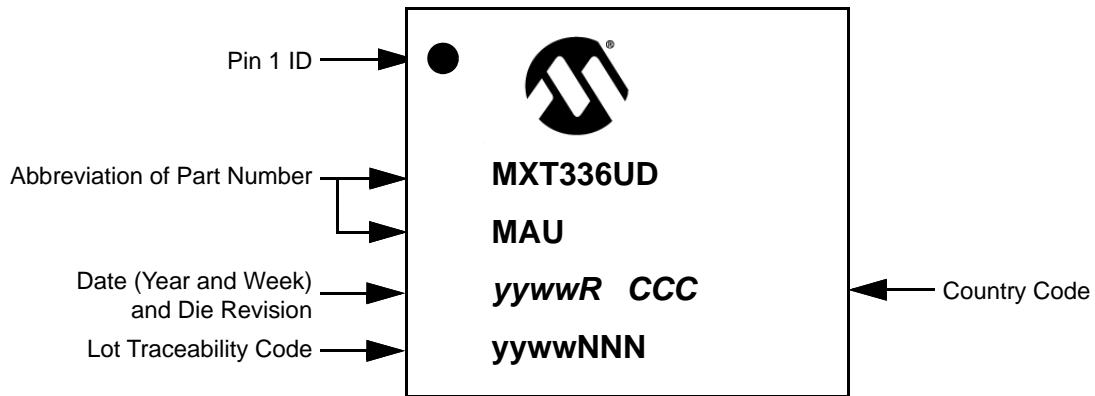 Pin 1 ID
®
Abbreviation of Part Number
MXT336UD
MAU
Date (Year and Week)
and Die Revision
yywwR CCC
Country Code
Lot Traceability Code
yywwNNN